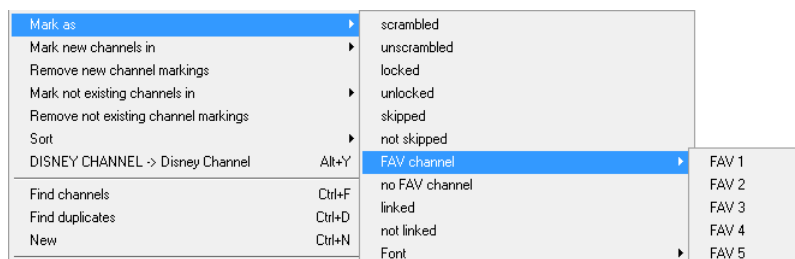 Mark as
Mark new channels in
Remove new channel markings
Mark not existing channels in
Remove not existing channel markings
Sort
DISNEY CHANNEL -> Disney Channel Alt+Y
Find channels Ctrl+F
Find duplicates Ctrl+D
New Ctrl+N
scrambled
unscrambled
locked
unlocked
skipped
not skipped
FAV channel
no FAV channel
linked
not linked
Font
FAV 1
FAV 2
FAV 3
FAV 4
FAV 5